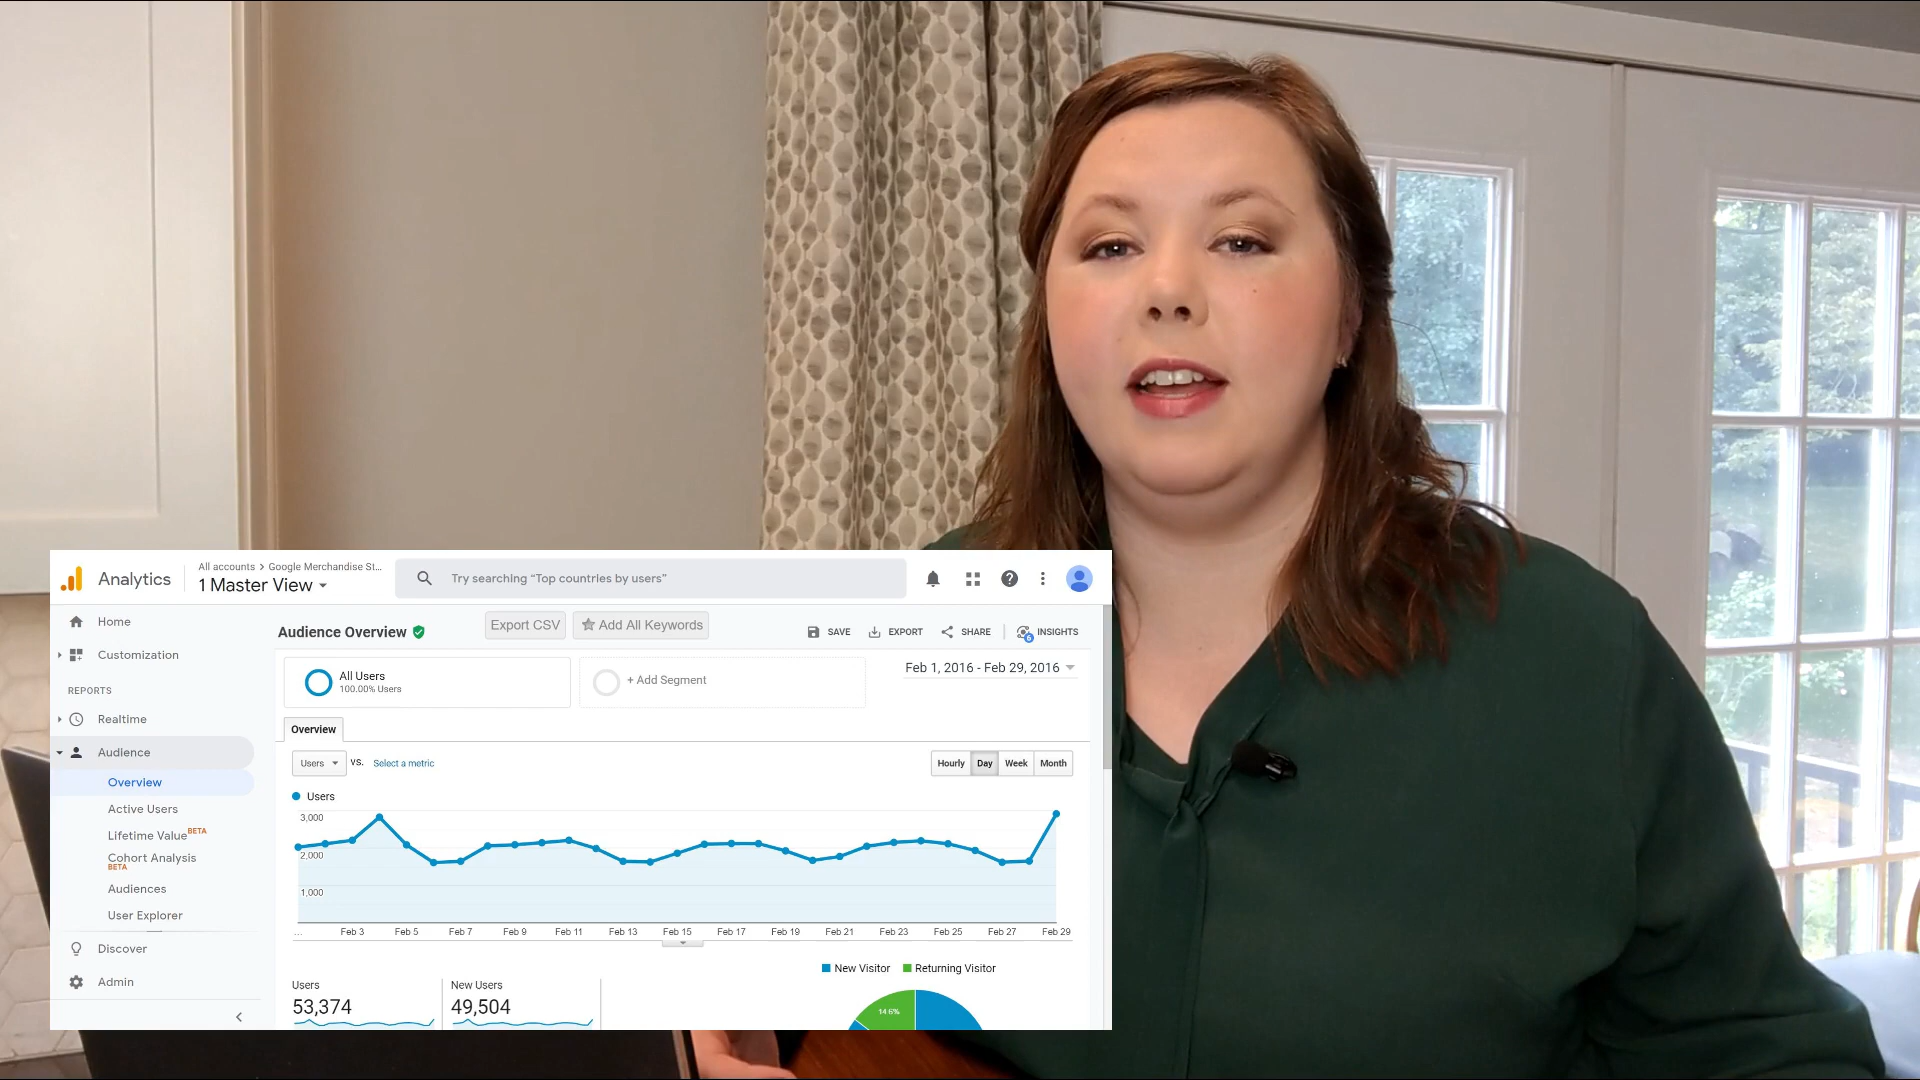 Analytics
All accounts > Google Merchandise St...
1 Master View
Try searching “Top countries by users”
Home
Customization
REPORTS
Realtime
Audience
Overview
Active Users
Lifetime Value BETA
Cohort Analysis
BETA
Audiences
User Explorer
Discover
Admin
Audience Overview
Export CSV
Add All Keywords
SAVE
EXPORT
SHARE
6
INSIGHTS
All Users
100.00% Users
+ Add Segment
Feb 1, 2016 - Feb 29, 2016
Overview
Users
VS.
Select a metric
Hourly Day Week Month
Users
3,000
2,000
1,000
... Feb 3 Feb 5 Feb 7 Feb 9 Feb 11 Feb 13 Feb 15 Feb 17 Feb 19 Feb 21 Feb 23 Feb 25 Feb 27 Feb 29
New Visitor Returning Visitor
Users
53,374
New Users
49,504
14.6%